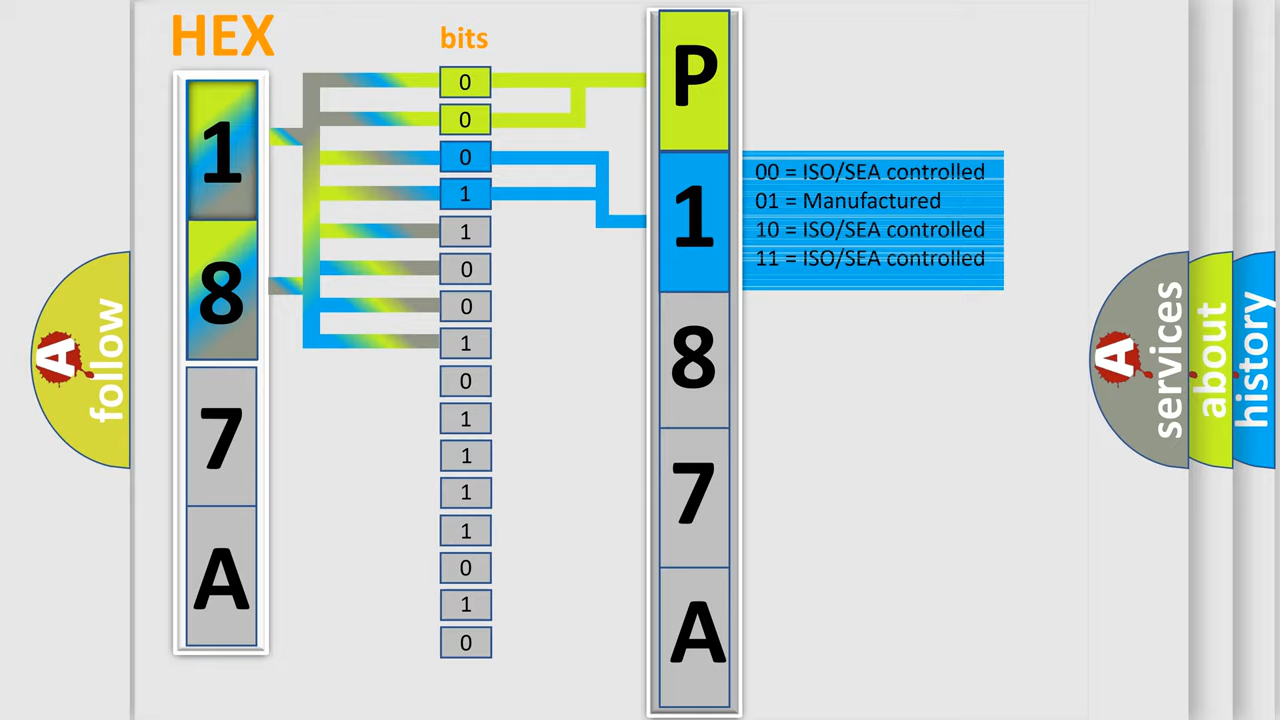 HEX
1
8
7
A
bits
0
0
0
1
1
0
0
1
0
1
1
1
1
0
1
0
P
1
8
7
A
00 = ISO/SEA controlled
01 = Manufactured
10 = ISO/SEA controlled
11 = ISO/SEA controlled
A
follow
A
services
about
history